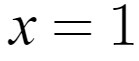 x = 1